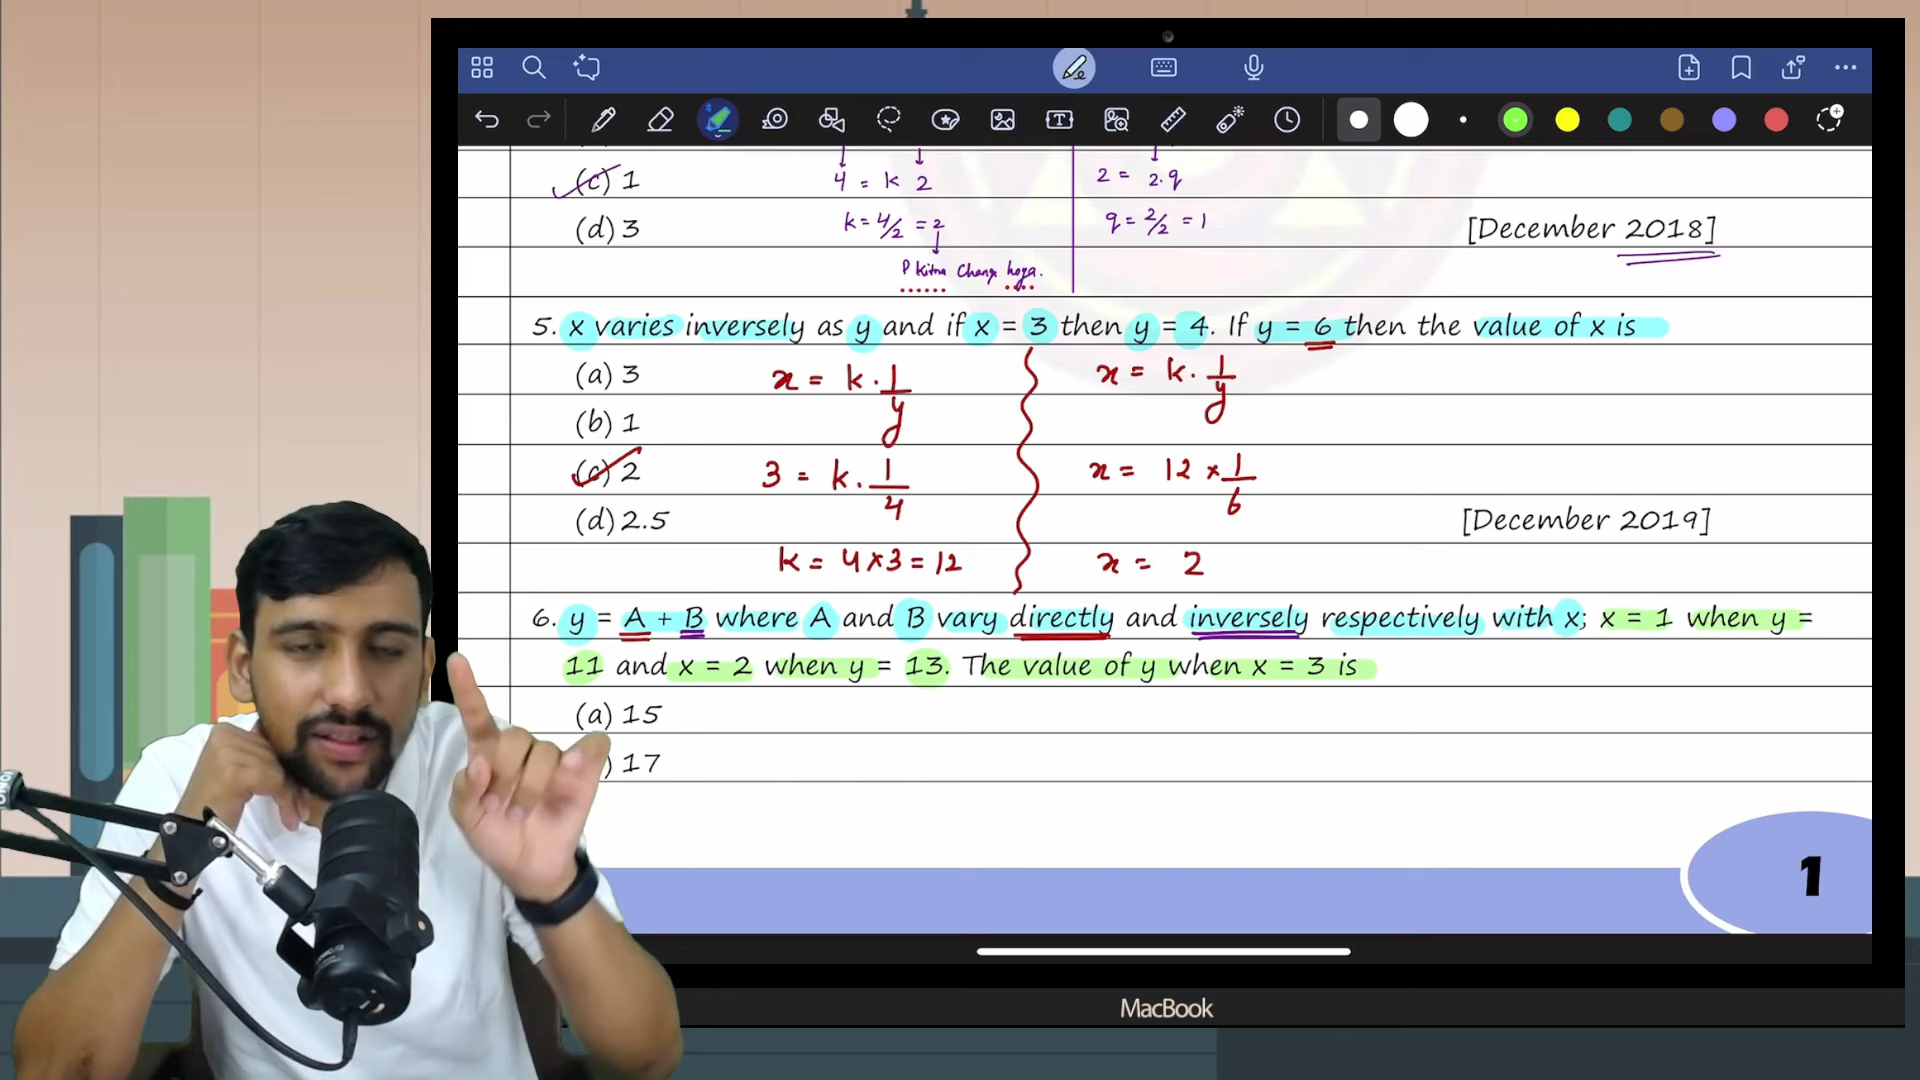 (c) 1
4 = k 2
2 = 2.q
(d) 3
k = 4/2 = 2
q = 2/2 = 1
[December 2018]
P kitna change hoga.
5. x varies inversely as y and if x = 3 then y = 4. If y = 6 then the value of x is
(a) 3
x = k . 1/y
x = k . 1/y
(b) 1
(c) 2
3 = k . 1/4
x = 12 × 1/6
(d) 2.5
[December 2019]
k = 4×3 = 12
x = 2
6. y = A + B where A and B vary directly and inversely respectively with x; x = 1 when y =
11 and x = 2 when y = 13. The value of y when x = 3 is
(a) 15
) 17
1
MacBook